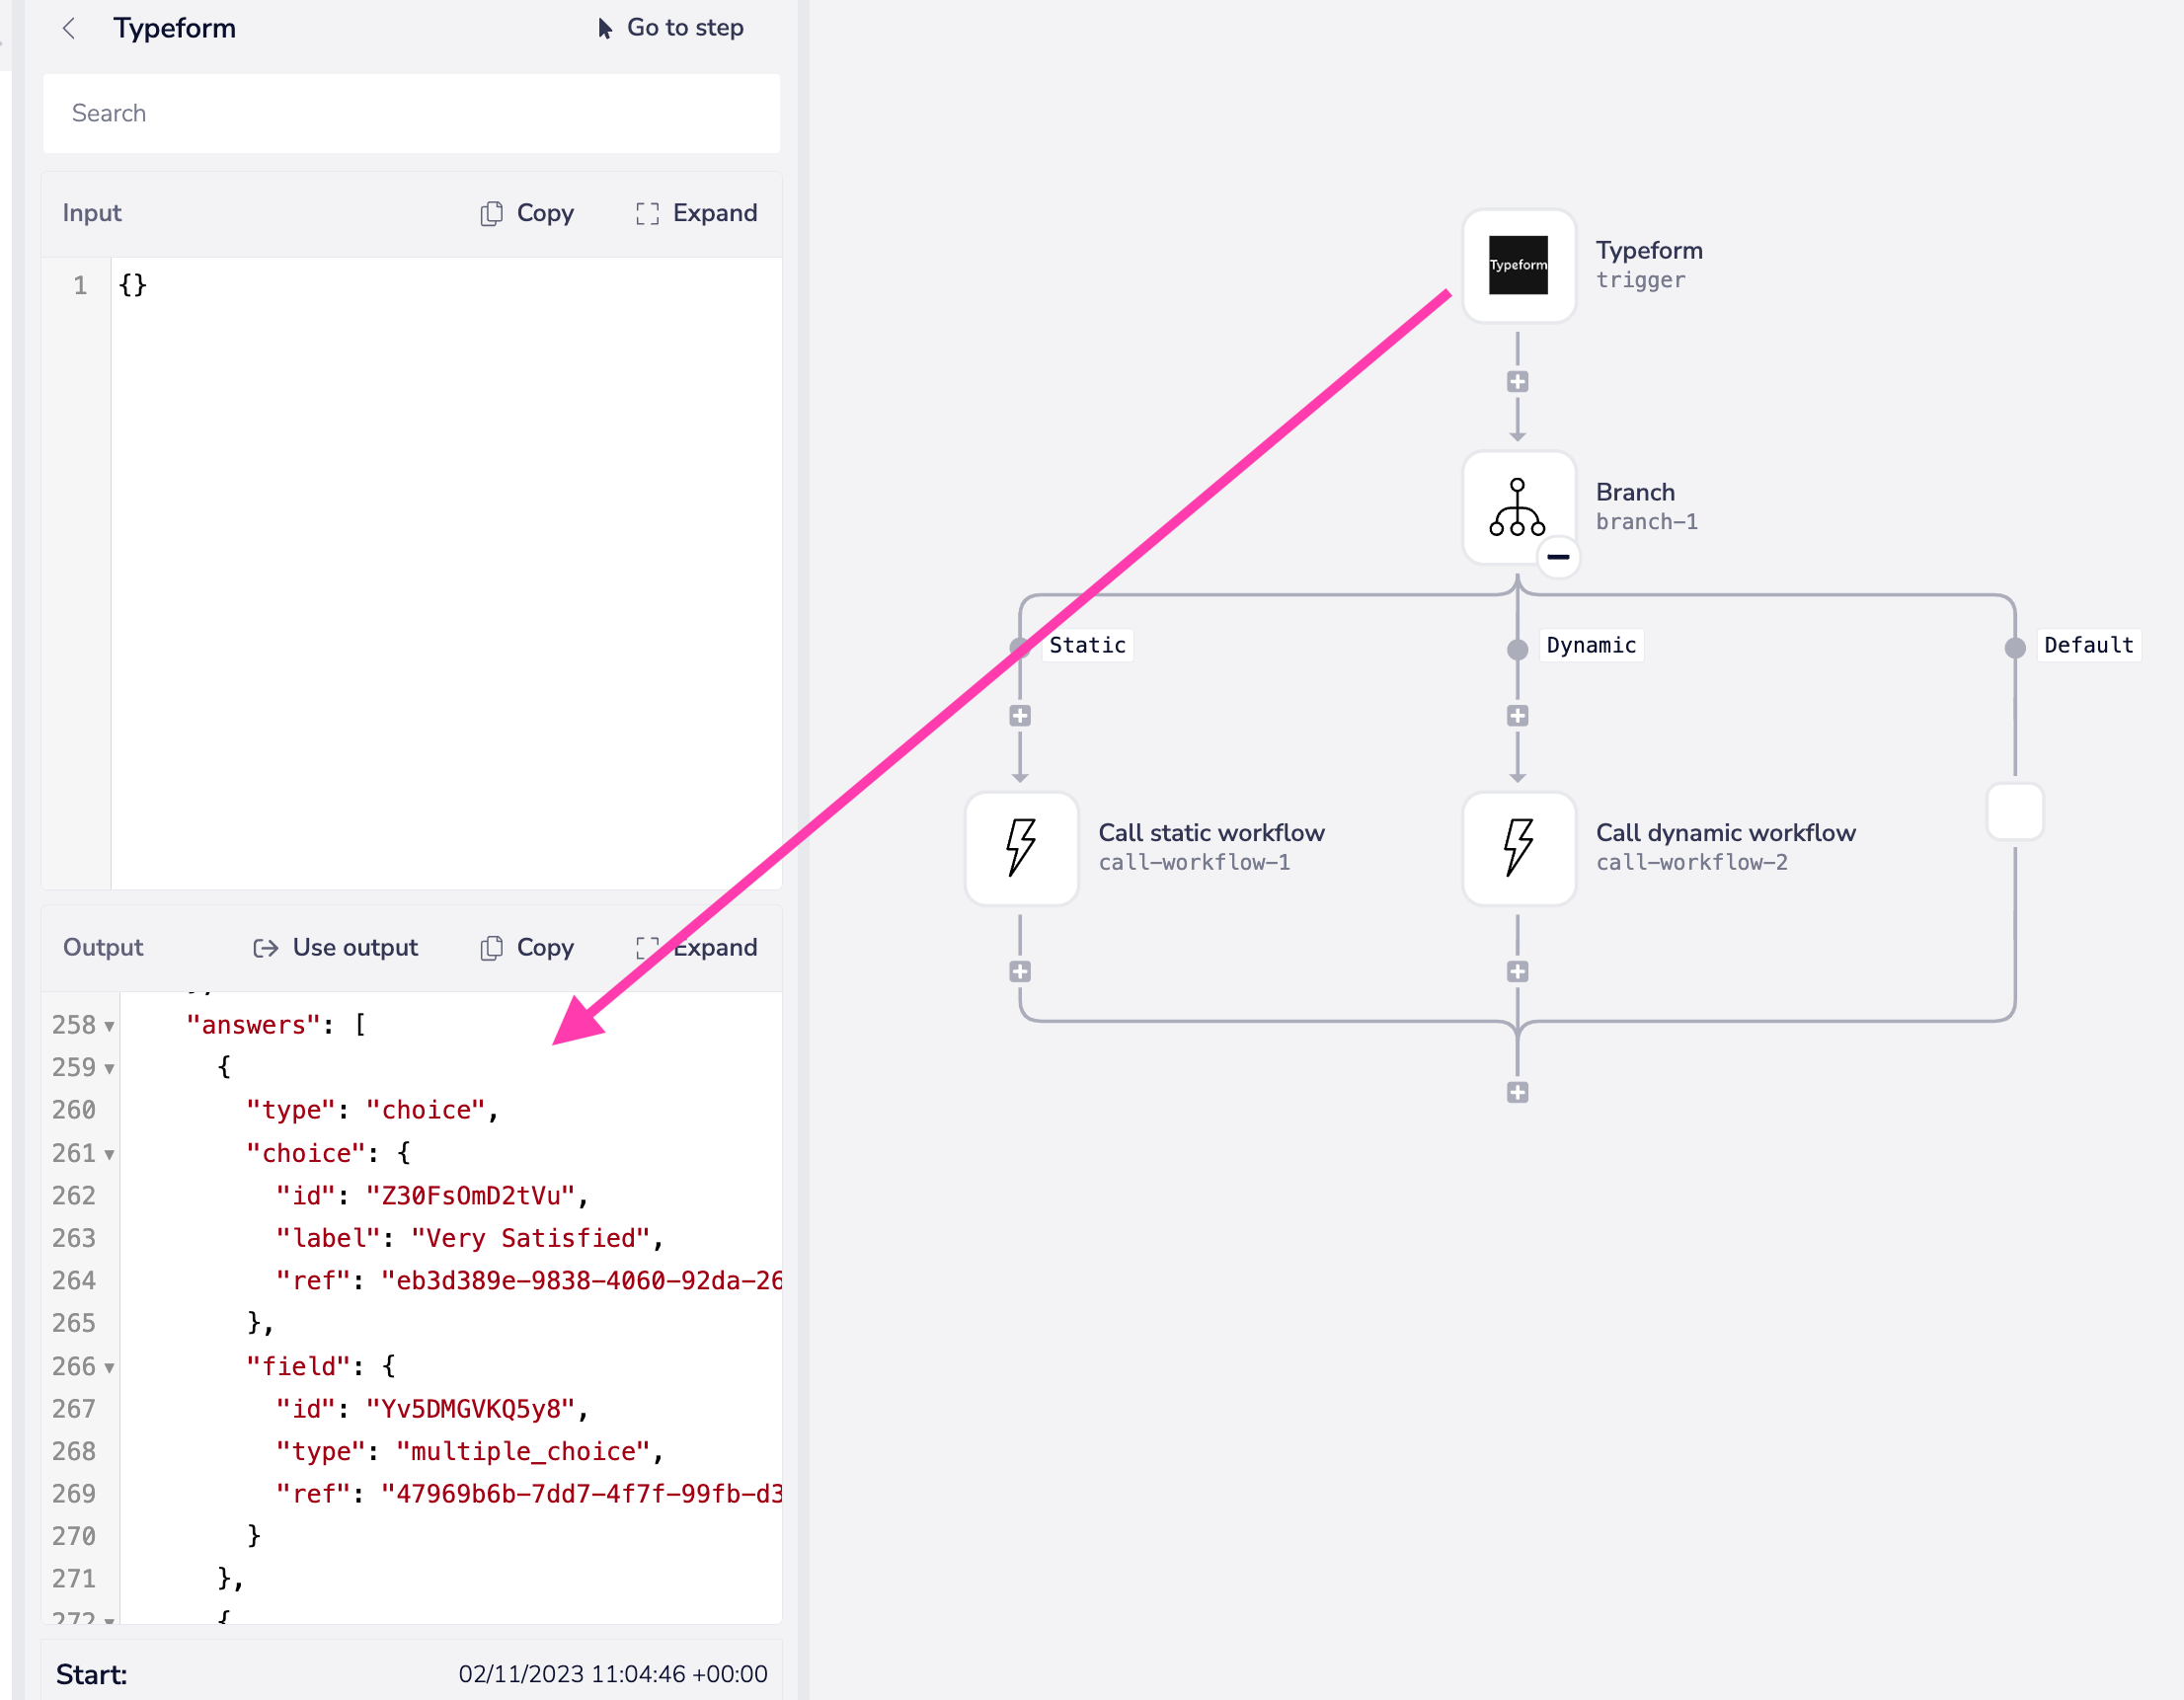 Typeform
Go to step
Search
Input
Copy
Expand
1 {}
Output
Use output
Copy
Expand
258 "answers": [
259 {
260 "type": "choice",
261 "choice": {
262 "id": "Z30FsOmD2tVu",
263 "label": "Very Satisfied",
264 "ref": "eb3d389e-9838-4060-92da-26
265 },
266 "field": {
267 "id": "Yv5DMGVKQ5y8",
268 "type": "multiple_choice",
269 "ref": "47969b6b-7dd7-4f7f-99fb-d3
270 }
271 },
272 {
Start:
02/11/2023 11:04:46 +00:00
Typeform
Typeform
trigger
Branch
branch-1
Static
Dynamic
Default
Call static workflow
call-workflow-1
Call dynamic workflow
call-workflow-2